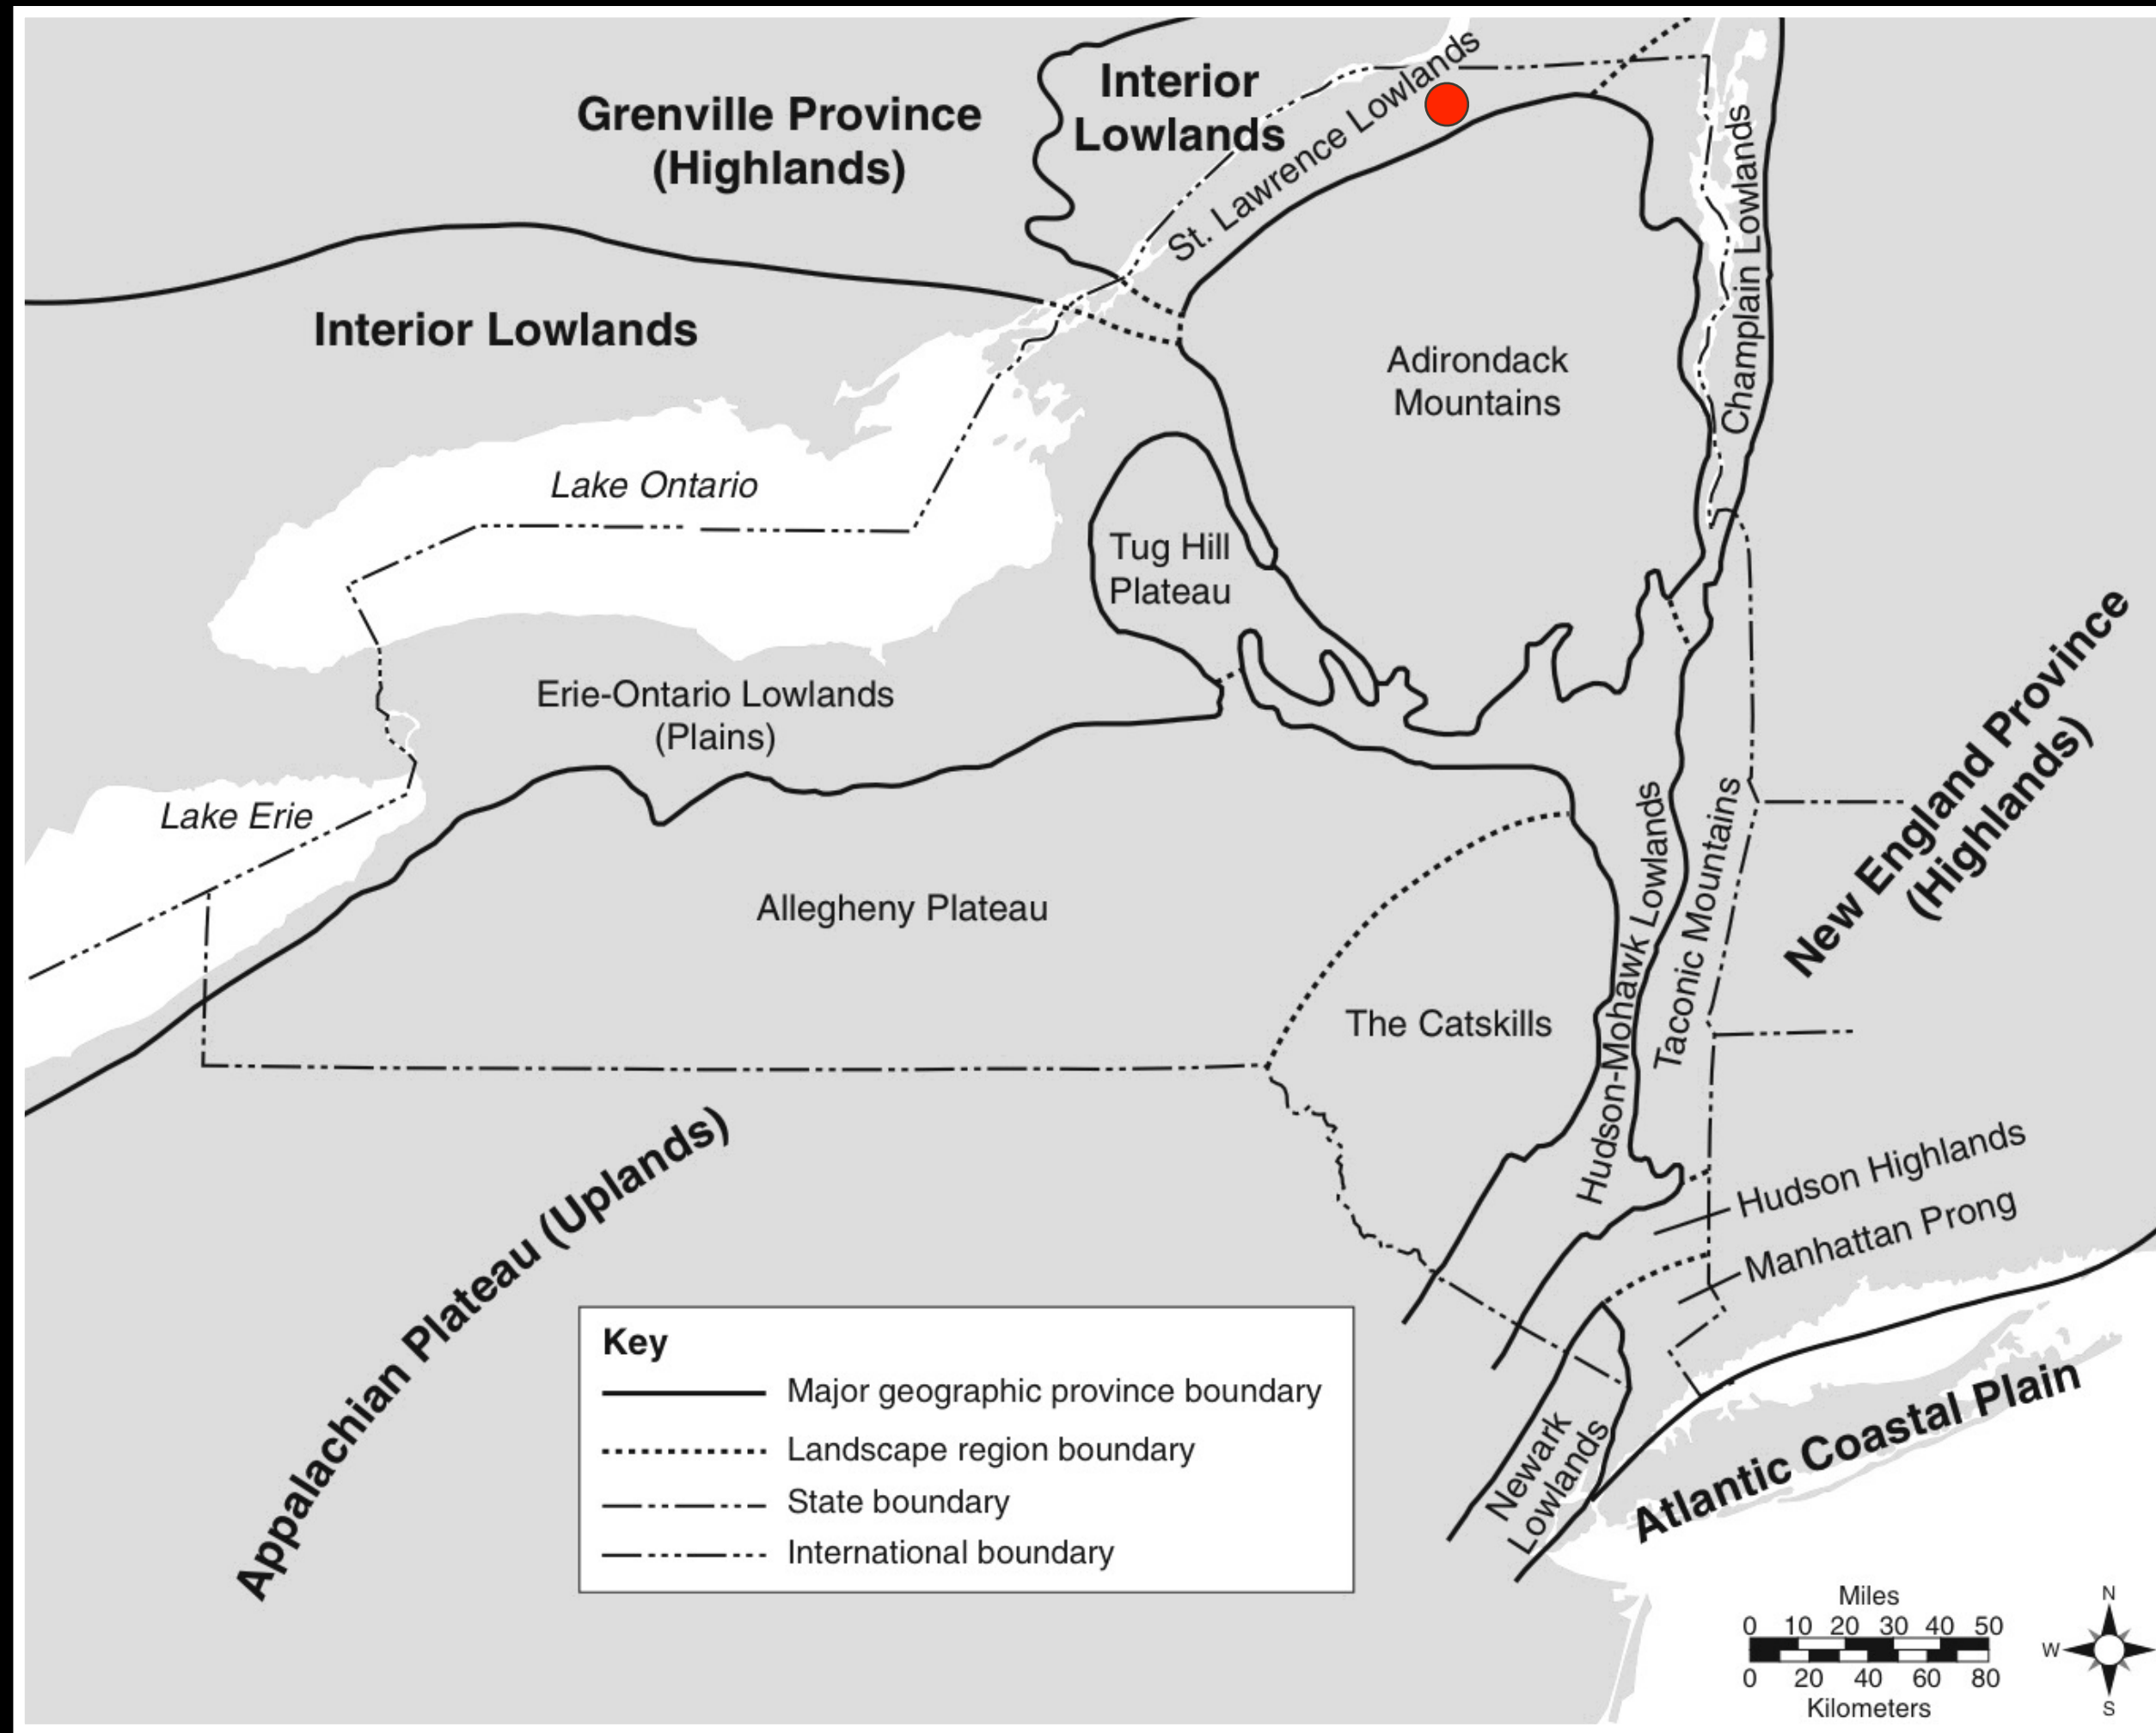 Grenville Province
(Highlands)
Interior
Lowlands
St. Lawrence Lowlands
Champlain Lowlands
Interior Lowlands
Adirondack
Mountains
Lake Ontario
Tug Hill
Plateau
Erie-Ontario Lowlands
(Plains)
Lake Erie
New England Province
(Highlands)
Allegheny Plateau
Hudson-Mohawk Lowlands
Taconic Mountains
The Catskills
Appalachian Plateau (Uplands)
Hudson Highlands
Manhattan Prong
Newark
Lowlands
Atlantic Coastal Plain
Key
Major geographic province boundary
Landscape region boundary
State boundary
International boundary
Miles
0 10 20 30 40 50
0 20 40 60 80
Kilometers
N
W
S